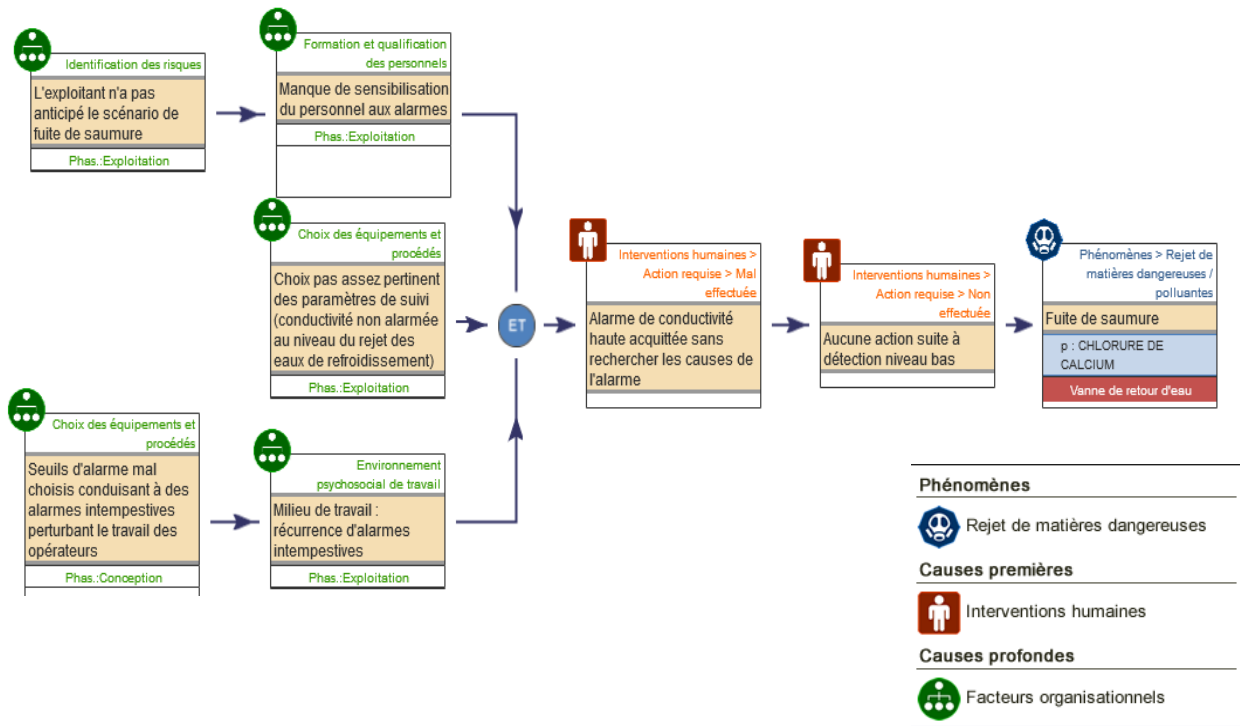 Identification des risques
L'exploitant n'a pas
anticipé le scénario de
fuite de saumure
Phas.:Exploitation
Formation et qualification
des personnels
Manque de sensibilisation
du personnel aux alarmes
Phas.:Exploitation
Choix des équipements et
procédés
Choix pas assez pertinent
des paramètres de suivi
(conductivité non alarmée
au niveau du rejet des
eaux de refroidissement)
Phas.:Exploitation
Choix des équipements et
procédés
Seuils d'alarme mal
choisis conduisant à des
alarmes intempestives
perturbant le travail des
opérateurs
Phas.:Conception
Environnement
psychosocial de travail
Milieu de travail :
récurrence d'alarmes
intempestives
Phas.:Exploitation
ET
Interventions humaines >
Action requise > Mal
effectuée
Alarme de conductivité
haute acquittée sans
rechercher les causes de
l'alarme
Interventions humaines >
Action requise > Non
effectuée
Aucune action suite à
détection niveau bas
Phénomènes > Rejet de
matières dangereuses /
polluantes
Fuite de saumure
p : CHLORURE DE
CALCIUM
Vanne de retour d'eau
Phénomènes
Rejet de matières dangereuses
Causes premières
Interventions humaines
Causes profondes
Facteurs organisationnels